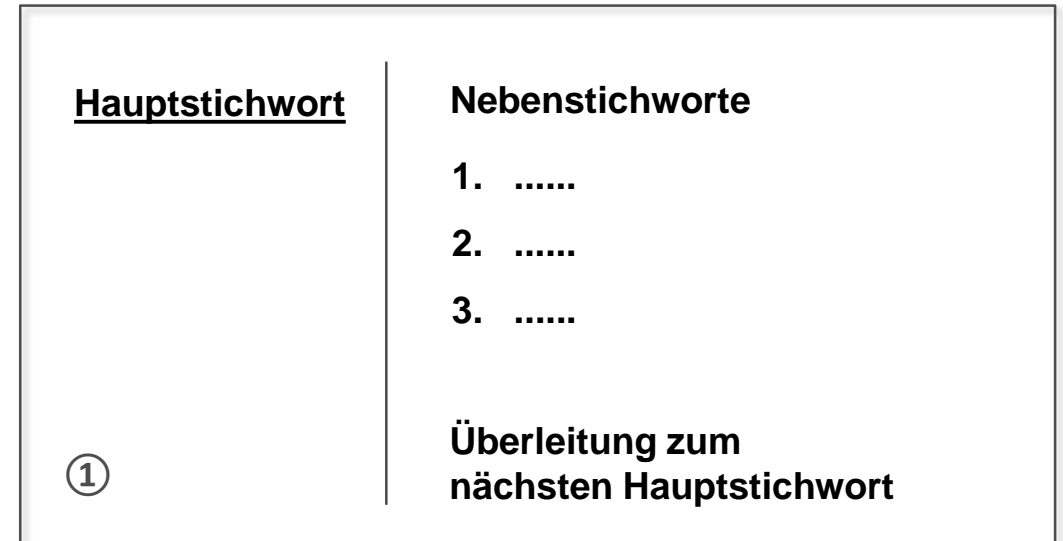 Hauptstichwort
Nebenstichworte
1. ......
2. ......
3. ......
Überleitung zum
nächsten Hauptstichwort
①